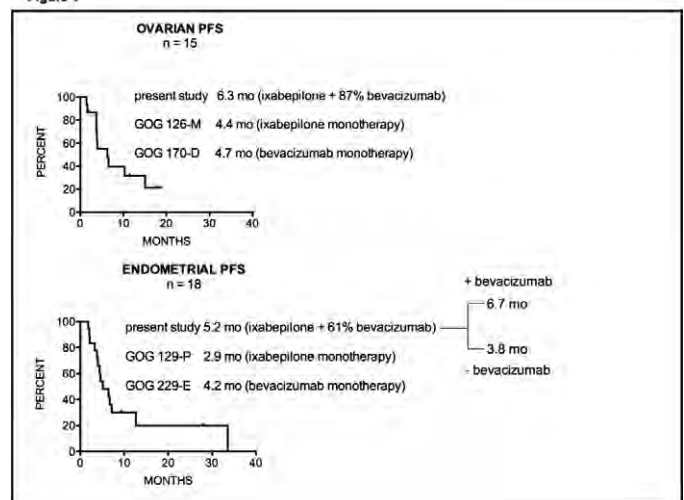 OVARIAN PFS
n = 15
present study 6.3 mo (ixabepilone + 87% bevacizumab)
GOG 126-M 4.4 mo (ixabepilone monotherapy)
GOG 170-D 4.7 mo (bevacizumab monotherapy)
PERCENT
100
80
60
40
20
0
0 10 20 30 40
MONTHS
ENDOMETRIAL PFS
n = 18
+ bevacizumab
6.7 mo
present study 5.2 mo (ixabepilone + 61% bevacizumab)
3.8 mo
- bevacizumab
GOG 129-P 2.9 mo (ixabepilone monotherapy)
GOG 229-E 4.2 mo (bevacizumab monotherapy)
PERCENT
100
80
60
40
20
0
0 10 20 30 40
MONTHS